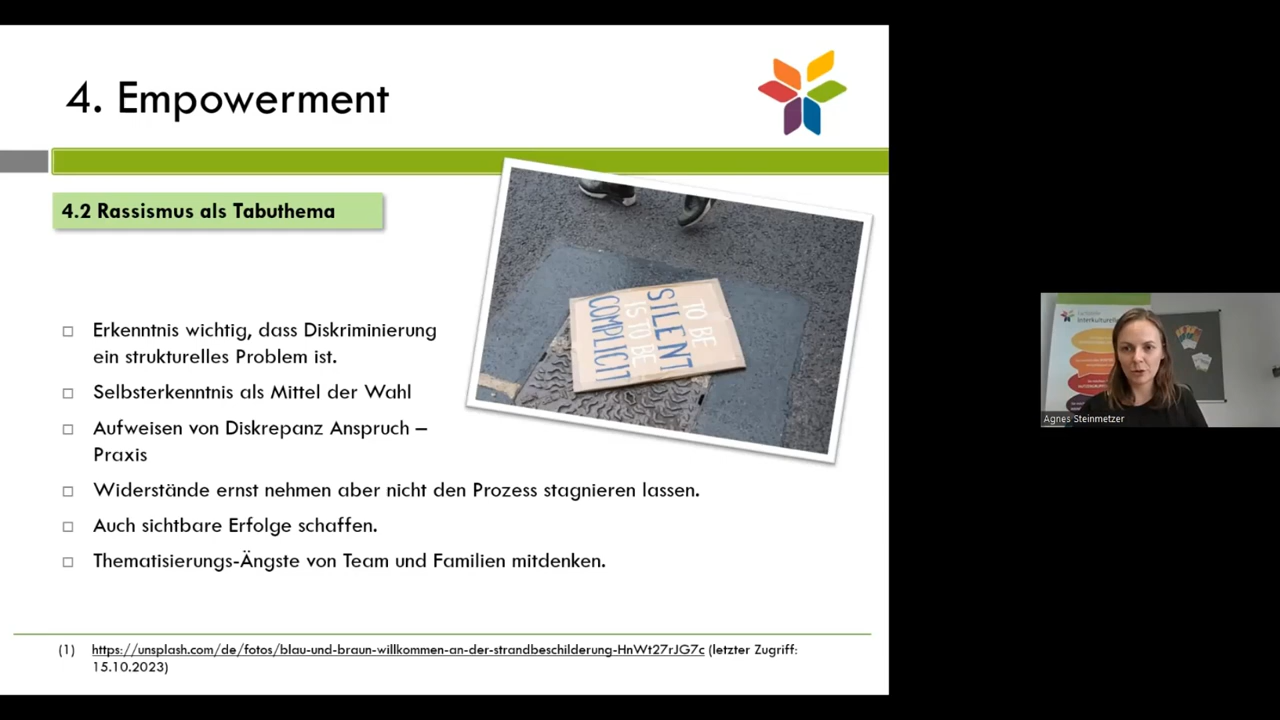 4. Empowerment
4.2 Rassismus als Tabuthema
TO BE
SILENT
IS TO BE
COMPLICIT
□ Erkenntnis wichtig, dass Diskriminierung
ein strukturelles Problem ist.
□ Selbsterkenntnis als Mittel der Wahl
□ Aufweisen von Diskrepanz Anspruch –
Praxis
□ Widerstände ernst nehmen aber nicht den Prozess stagnieren lassen.
□ Auch sichtbare Erfolge schaffen.
□ Thematisierungs-Ängste von Team und Familien mitdenken.
(1) https://unsplash.com/de/fotos/blau-und-braun-willkommen-an-der-strandbeschilderung-HnWt27rJG7c (letzter Zugriff:
15.10.2023)
Agnes Steinmetzer